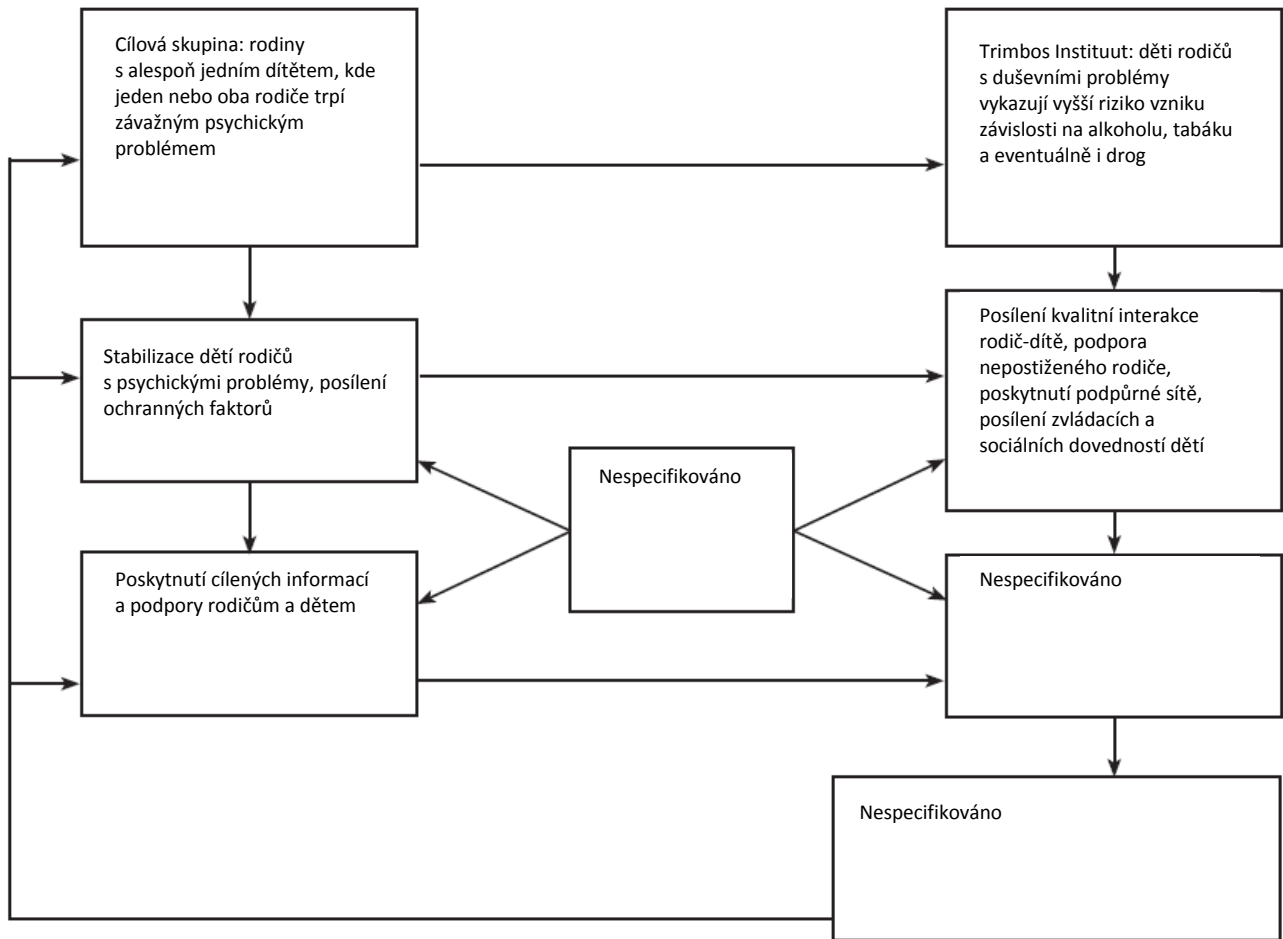 Cílová skupina: rodiny
s alespoň jedním dítětem, kde
jeden nebo oba rodiče trpí
závažným psychickým
problémem
Trimbos Instituut: děti rodičů
s duševními problémy
vykazují vyšší riziko vzniku
závislosti na alkoholu, tabáku
a eventuálně i drog
Stabilizace dětí rodičů
s psychickými problémy, posílení
ochranných faktorů
Posílení kvalitní interakce
rodič-dítě, podpora
nepostiženého rodiče,
poskytnutí podpůrné sítě,
posílení zvládacích a
sociálních dovedností dětí
Nespecifikováno
Poskytnutí cílených informací
a podpory rodičům a dětem
Nespecifikováno
Nespecifikováno